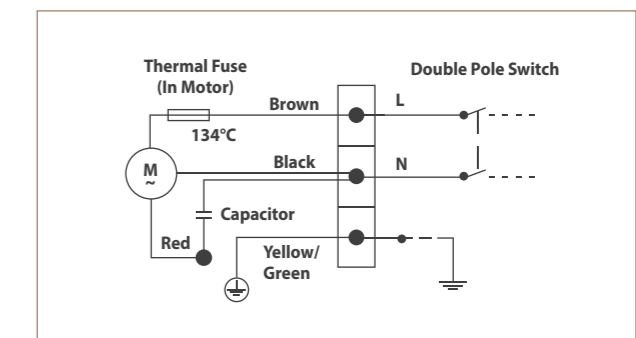 Thermal Fuse
(In Motor)
Double Pole Switch
Brown
L
134°C
Black
N
M
~
Capacitor
Red
Yellow/
Green